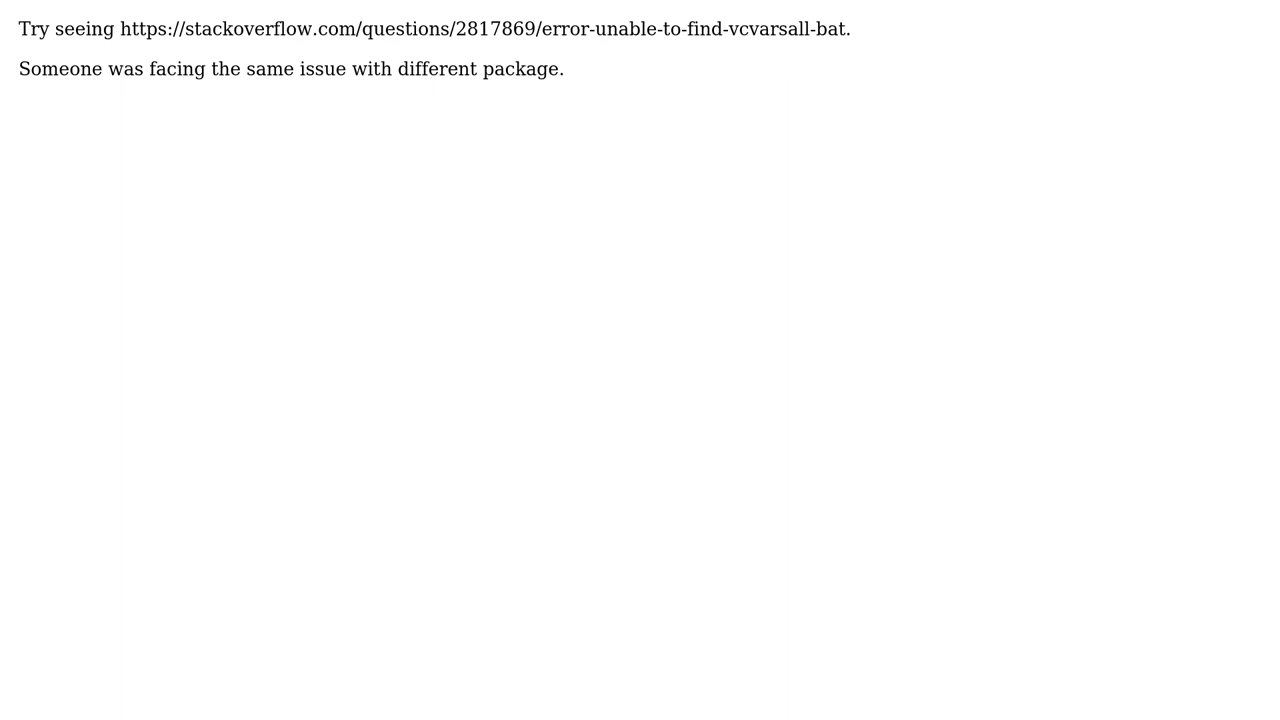 Try seeing https://stackoverflow.com/questions/2817869/error-unable-to-find-vcvarsall-bat.
Someone was facing the same issue with different package.